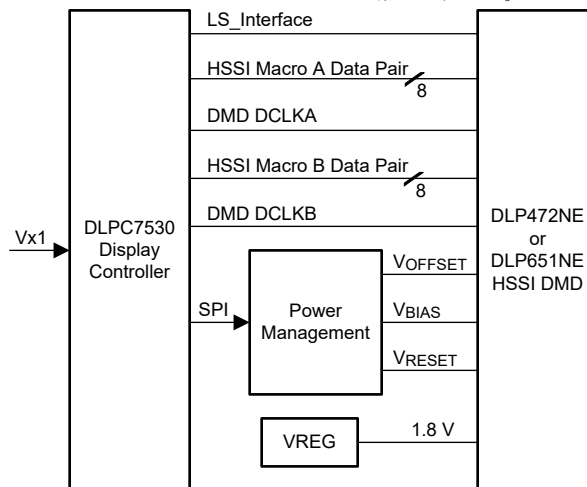 LS_Interface
HSSI Macro A Data Pair
8
DMD DCLKA
HSSI Macro B Data Pair
8
DMD DCLKB
Vx1
DLPC7530
Display
Controller
SPI
Power
Management
VOFFSET
VBIAS
VRESET
VREG
1.8 V
DLP472NE
or
DLP651NE
HSSI DMD